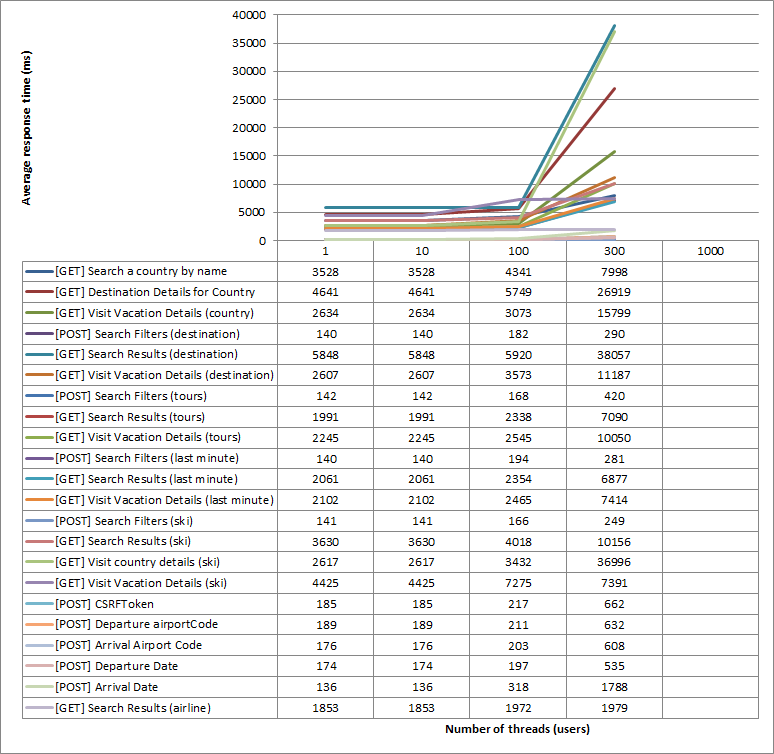 Average response time (ms)
40000
35000
30000
25000
20000
15000
10000
5000
0
1 10 100 300 1000
[GET] Search a country by name 3528 3528 4341 7998
[GET] Destination Details for Country 4641 4641 5749 26919
[GET] Visit Vacation Details (country) 2634 2634 3073 15799
[POST] Search Filters (destination) 140 140 182 290
[GET] Search Results (destination) 5848 5848 5920 38057
[GET] Visit Vacation Details (destination) 2607 2607 3573 11187
[POST] Search Filters (tours) 142 142 168 420
[GET] Search Results (tours) 1991 1991 2338 7090
[GET] Visit Vacation Details (tours) 2245 2245 2545 10050
[POST] Search Filters (last minute) 140 140 194 281
[GET] Search Results (last minute) 2061 2061 2354 6877
[GET] Visit Vacation Details (last minute) 2102 2102 2465 7414
[POST] Search Filters (ski) 141 141 166 249
[GET] Search Results (ski) 3630 3630 4018 10156
[GET] Visit country details (ski) 2617 2617 3432 36996
[GET] Visit Vacation Details (ski) 4425 4425 7275 7391
[POST] CSRFToken 185 185 217 662
[POST] Departure airportCode 189 189 211 632
[POST] Arrival Airport Code 176 176 203 608
[POST] Departure Date 174 174 197 535
[POST] Arrival Date 136 136 318 1788
[GET] Search Results (airline) 1853 1853 1972 1979
Number of threads (users)